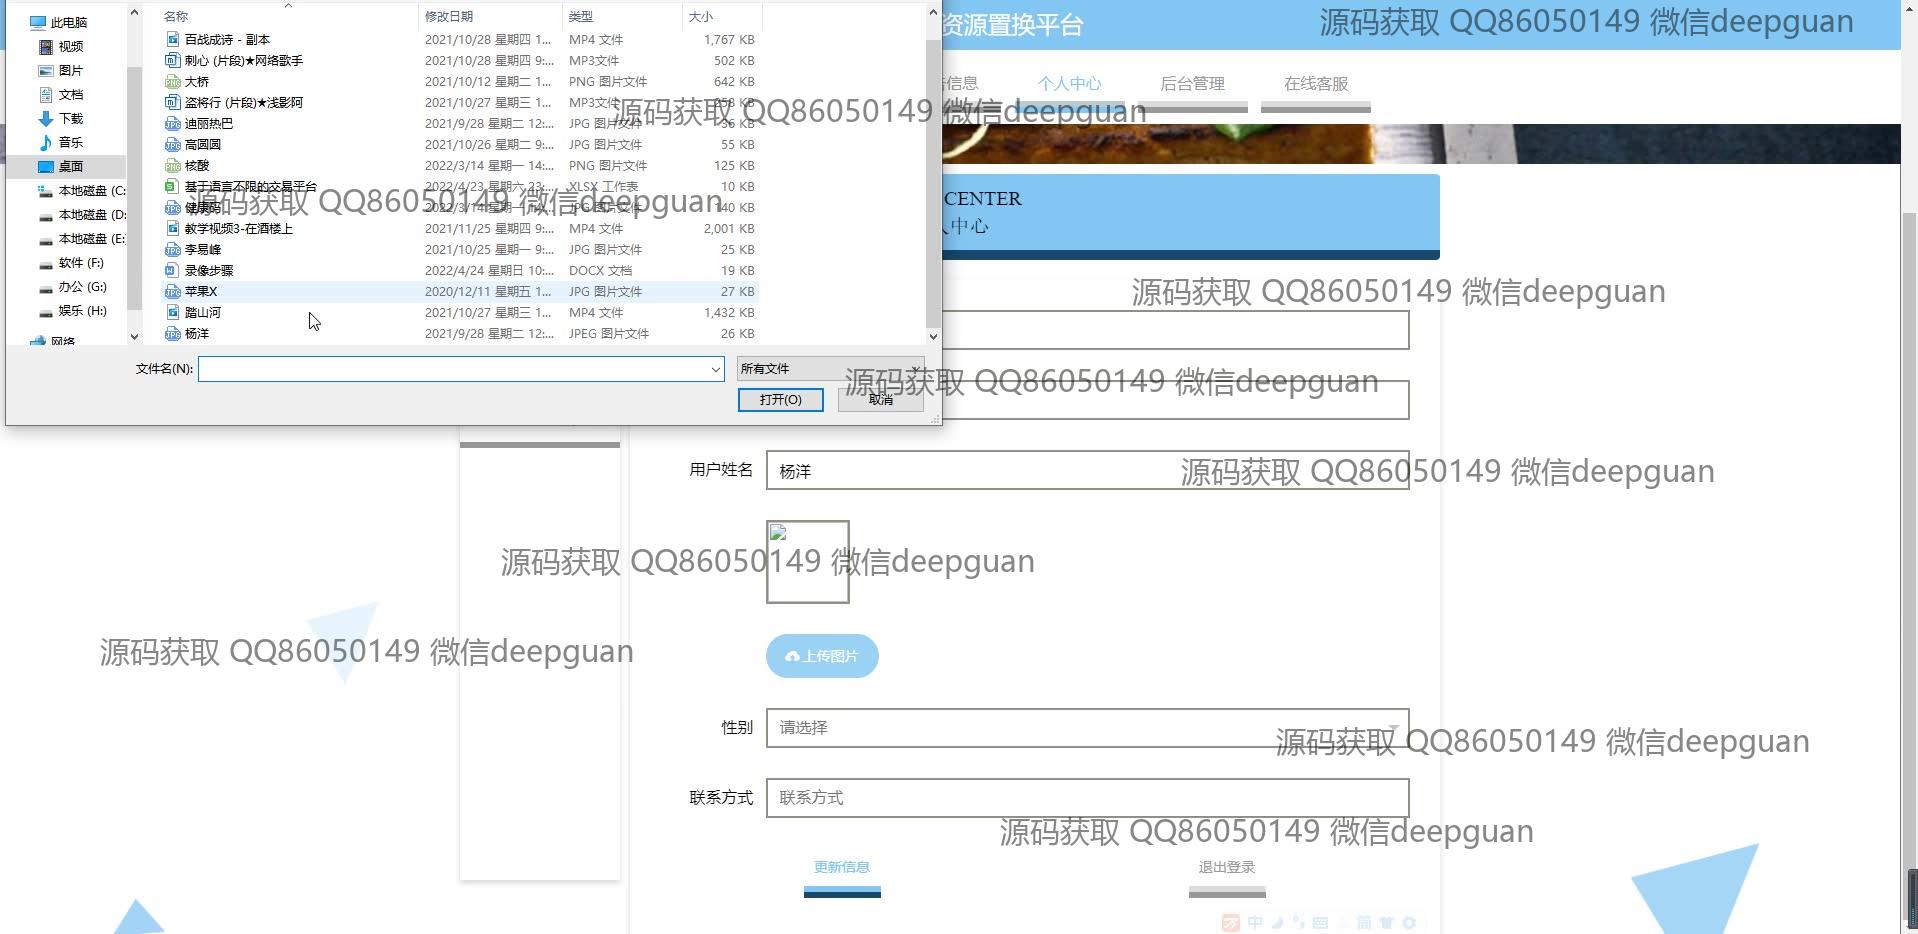 资源置换平台
源码获取 QQ86050149 微信deepguan
名称 修改日期 类型 大小
此电脑
视频
图片
文档
下载
音乐
桌面
本地磁盘 (C:
本地磁盘 (D:
本地磁盘 (E:
软件 (F:)
办公 (G:)
娱乐 (H:)
网络
百战成诗 - 副本 2021/10/28 星期四 1... MP4 文件 1,767 KB
刺心 (片段)★网络歌手 2021/10/28 星期四 9:... MP3文件 502 KB
大桥 2021/10/12 星期二 1... PNG 图片文件 642 KB
盗将行 (片段)★浅影阿 2021/10/27 星期三 1... MP3文件 258 KB
迪丽热巴 2021/9/28 星期二 12:... JPG 图片文件 36 KB
高圆圆 2021/10/26 星期二 9:... JPG 图片文件 55 KB
核酸 2022/3/14 星期一 14:... PNG 图片文件 125 KB
基于语言不限的交易平台 2022/4/23 星期六 23:... XLSX 工作表 10 KB
健康码 2022/3/14 星期一 14:... JPG 图片文件 140 KB
教学视频3-在酒楼上 2021/11/25 星期四 9:... MP4 文件 2,001 KB
李易峰 2021/10/25 星期一 9:... JPG 图片文件 25 KB
录像步骤 2022/4/24 星期日 10:... DOCX 文档 19 KB
苹果X 2020/12/11 星期五 1... JPG 图片文件 27 KB
踏山河 2021/10/27 星期三 1... MP4 文件 1,432 KB
杨洋 2021/9/28 星期二 12:... JPEG 图片文件 26 KB
文件名(N): 所有文件
打开(O) 取消
信息 个人中心 后台管理 在线客服
源码获取 QQ86050149 微信deepguan
源码获取 QQ86050149 微信deepguan
CENTER
人中心
源码获取 QQ86050149 微信deepguan
源码获取 QQ86050149 微信deepguan
用户姓名 杨洋
源码获取 QQ86050149 微信deepguan
源码获取 QQ86050149 微信deepguan
源码获取 QQ86050149 微信deepguan
上传图片
性别 请选择
源码获取 QQ86050149 微信deepguan
联系方式 联系方式
源码获取 QQ86050149 微信deepguan
更新信息 退出登录
中 简